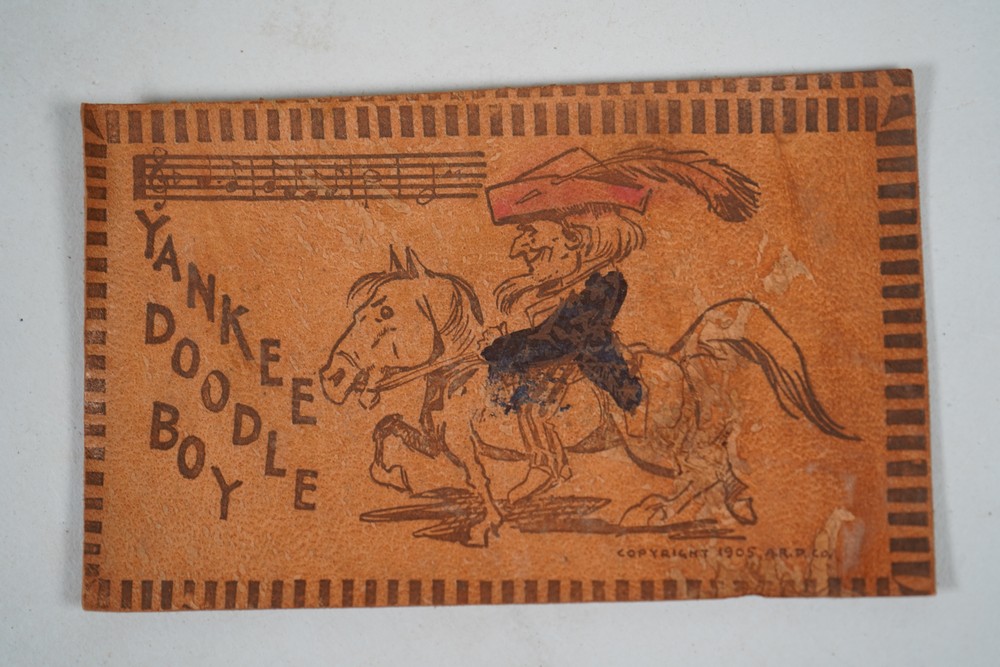 YANKEE
DOODLE
BOY
COPYRIGHT 1905, A.R.D. CO.